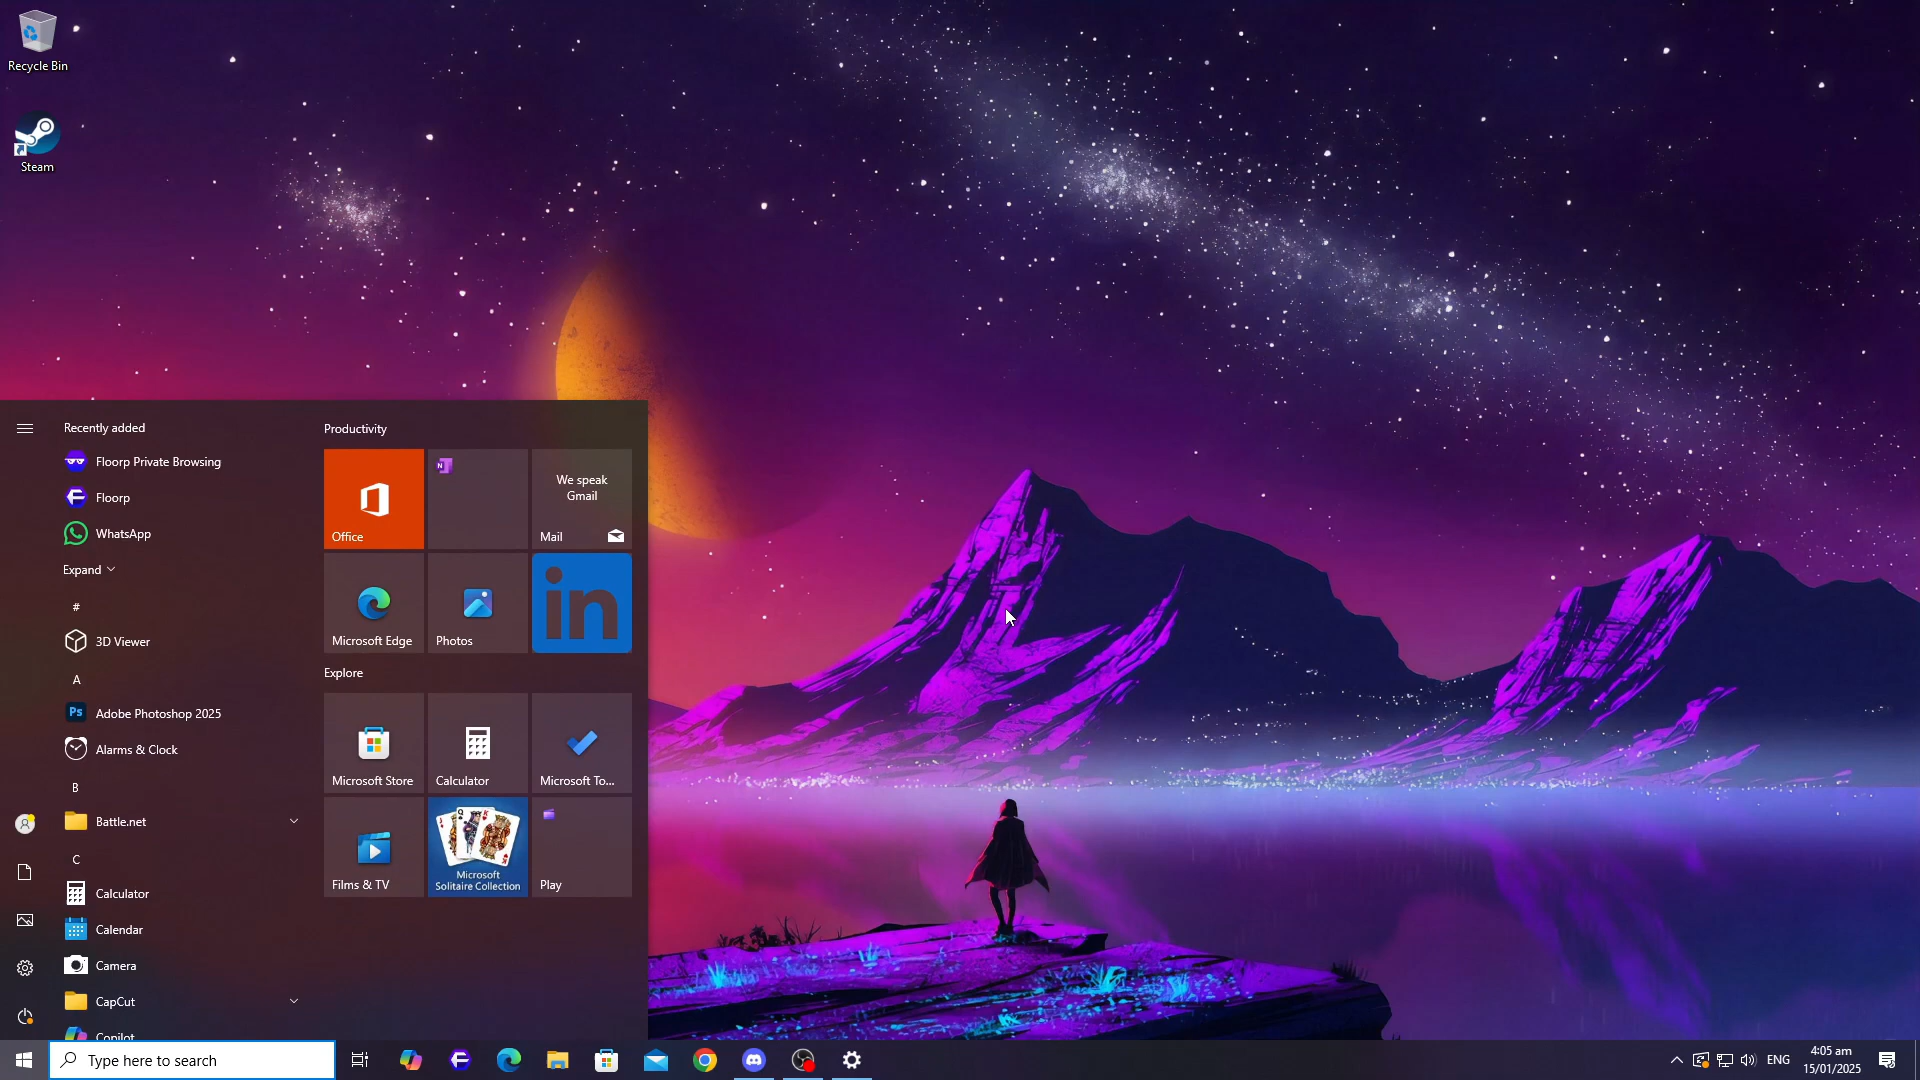 Recycle Bin
Steam
Recently added
Floorp Private Browsing
Floorp
WhatsApp
Expand
#
3D Viewer
A
Ps
Adobe Photoshop 2025
Alarms & Clock
B
Battle.net
C
Calculator
Calendar
Camera
CapCut
Copilot
Productivity
Office
N
We speak
Gmail
Mail
Microsoft Edge
Photos
in
Explore
Microsoft Store
Calculator
Microsoft To...
Films & TV
Microsoft
Solitaire Collection
Play
Type here to search
ENG
4:05 am
15/01/2025